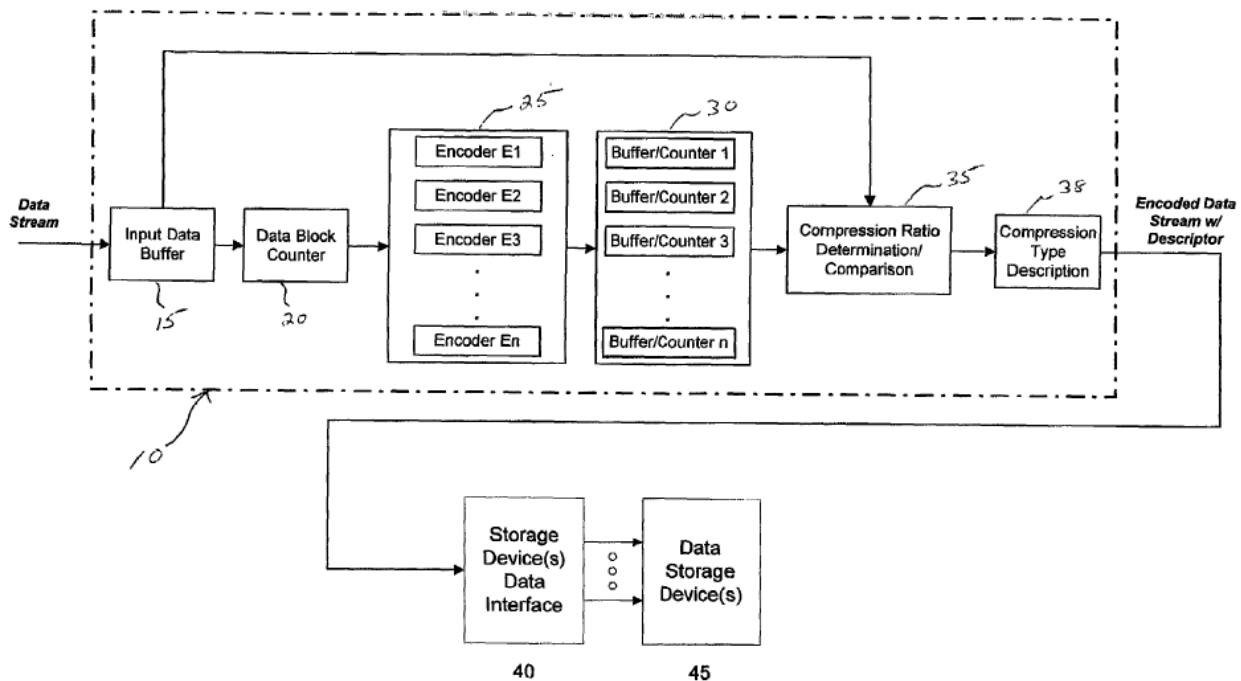 25
30
Encoder E1
Buffer/Counter 1
35
38
Data
Stream
Encoder E2
Buffer/Counter 2
Encoded Data
Stream w/
Descriptor
Input Data
Buffer
Data Block
Counter
Encoder E3
Buffer/Counter 3
Compression Ratio
Determination/
Comparison
Compression
Type
Description
15
20
Encoder En
Buffer/Counter n
10
Storage
Device(s)
Data
Interface
Data
Storage
Device(s)
40
45